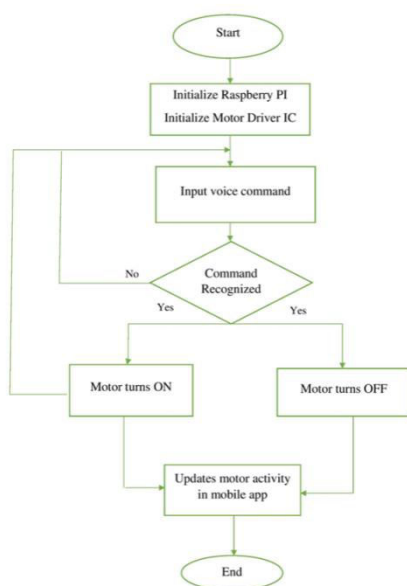 Start
Initialize Raspberry PI
Initialize Motor Driver IC
Input voice command
Command
Recognized
No
Yes
Yes
Motor turns ON
Motor turns OFF
Updates motor activity
in mobile app
End